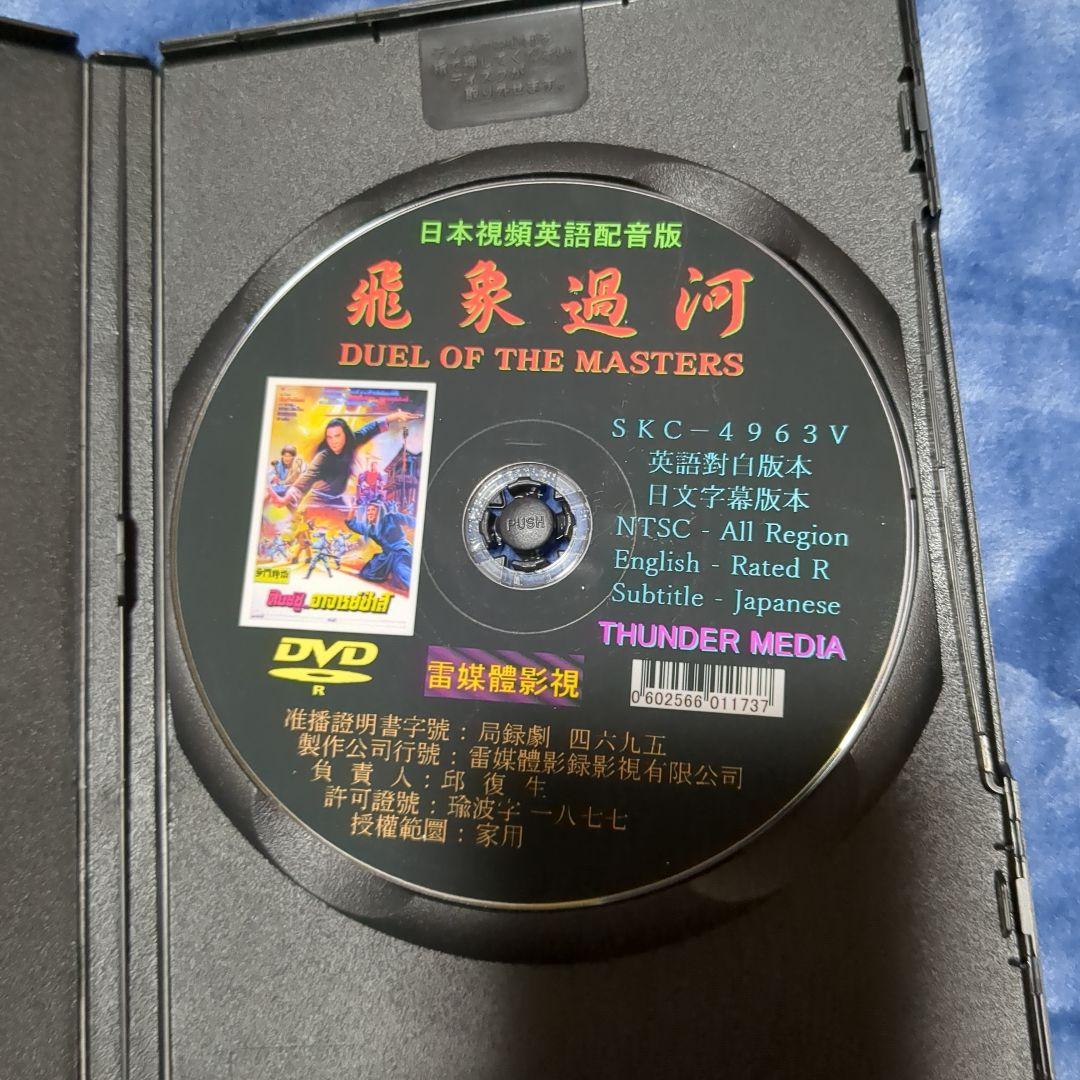 日本視頻英語配音版
飛象過河
DUEL OF THE MASTERS
SKC-4963V
英語對白版本
日文字幕版本
NTSC - All Region
English - Rated R
Subtitle - Japanese
THUNDER MEDIA
PUSH
DVD
R
雷媒體影視
0 602566 011737
准播證明書字號：局録劇 四六九五
製作公司行號：雷媒體影録影視有限公司
負責人：邱復生
許可證號：瑜波字 一八七七
授權範圏：家用